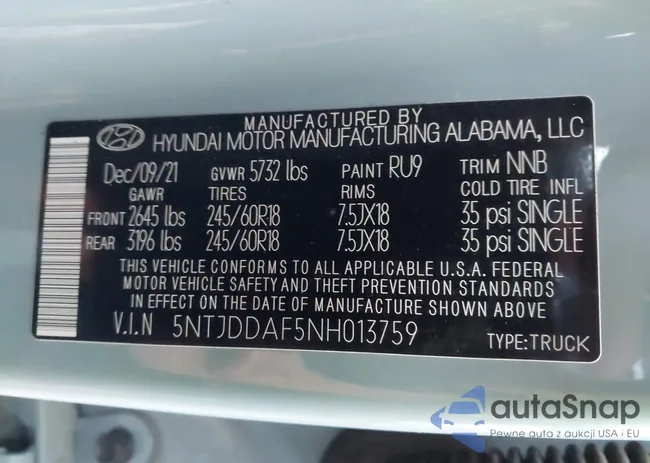 MANUFACTURED BY
HYUNDAI MOTOR MANUFACTURING ALABAMA, LLC
Dec/09/21 GVWR 5732 lbs PAINT RU9 TRIM NNB
GAWR TIRES RIMS COLD TIRE INFL
FRONT 2645 lbs 245/60R18 7.5JX18 35 psi SINGLE
REAR 3196 lbs 245/60R18 7.5JX18 35 psi SINGLE
THIS VEHICLE CONFORMS TO ALL APPLICABLE U.S.A. FEDERAL
MOTOR VEHICLE SAFETY AND THEFT PREVENTION STANDARDS
IN EFFECT ON THE DATE OF MANUFACTURE SHOWN ABOVE.
V.I.N 5NTJDDAF5NH013759 TYPE:TRUCK
autaSnap
Pewne auta z aukcji USA i EU